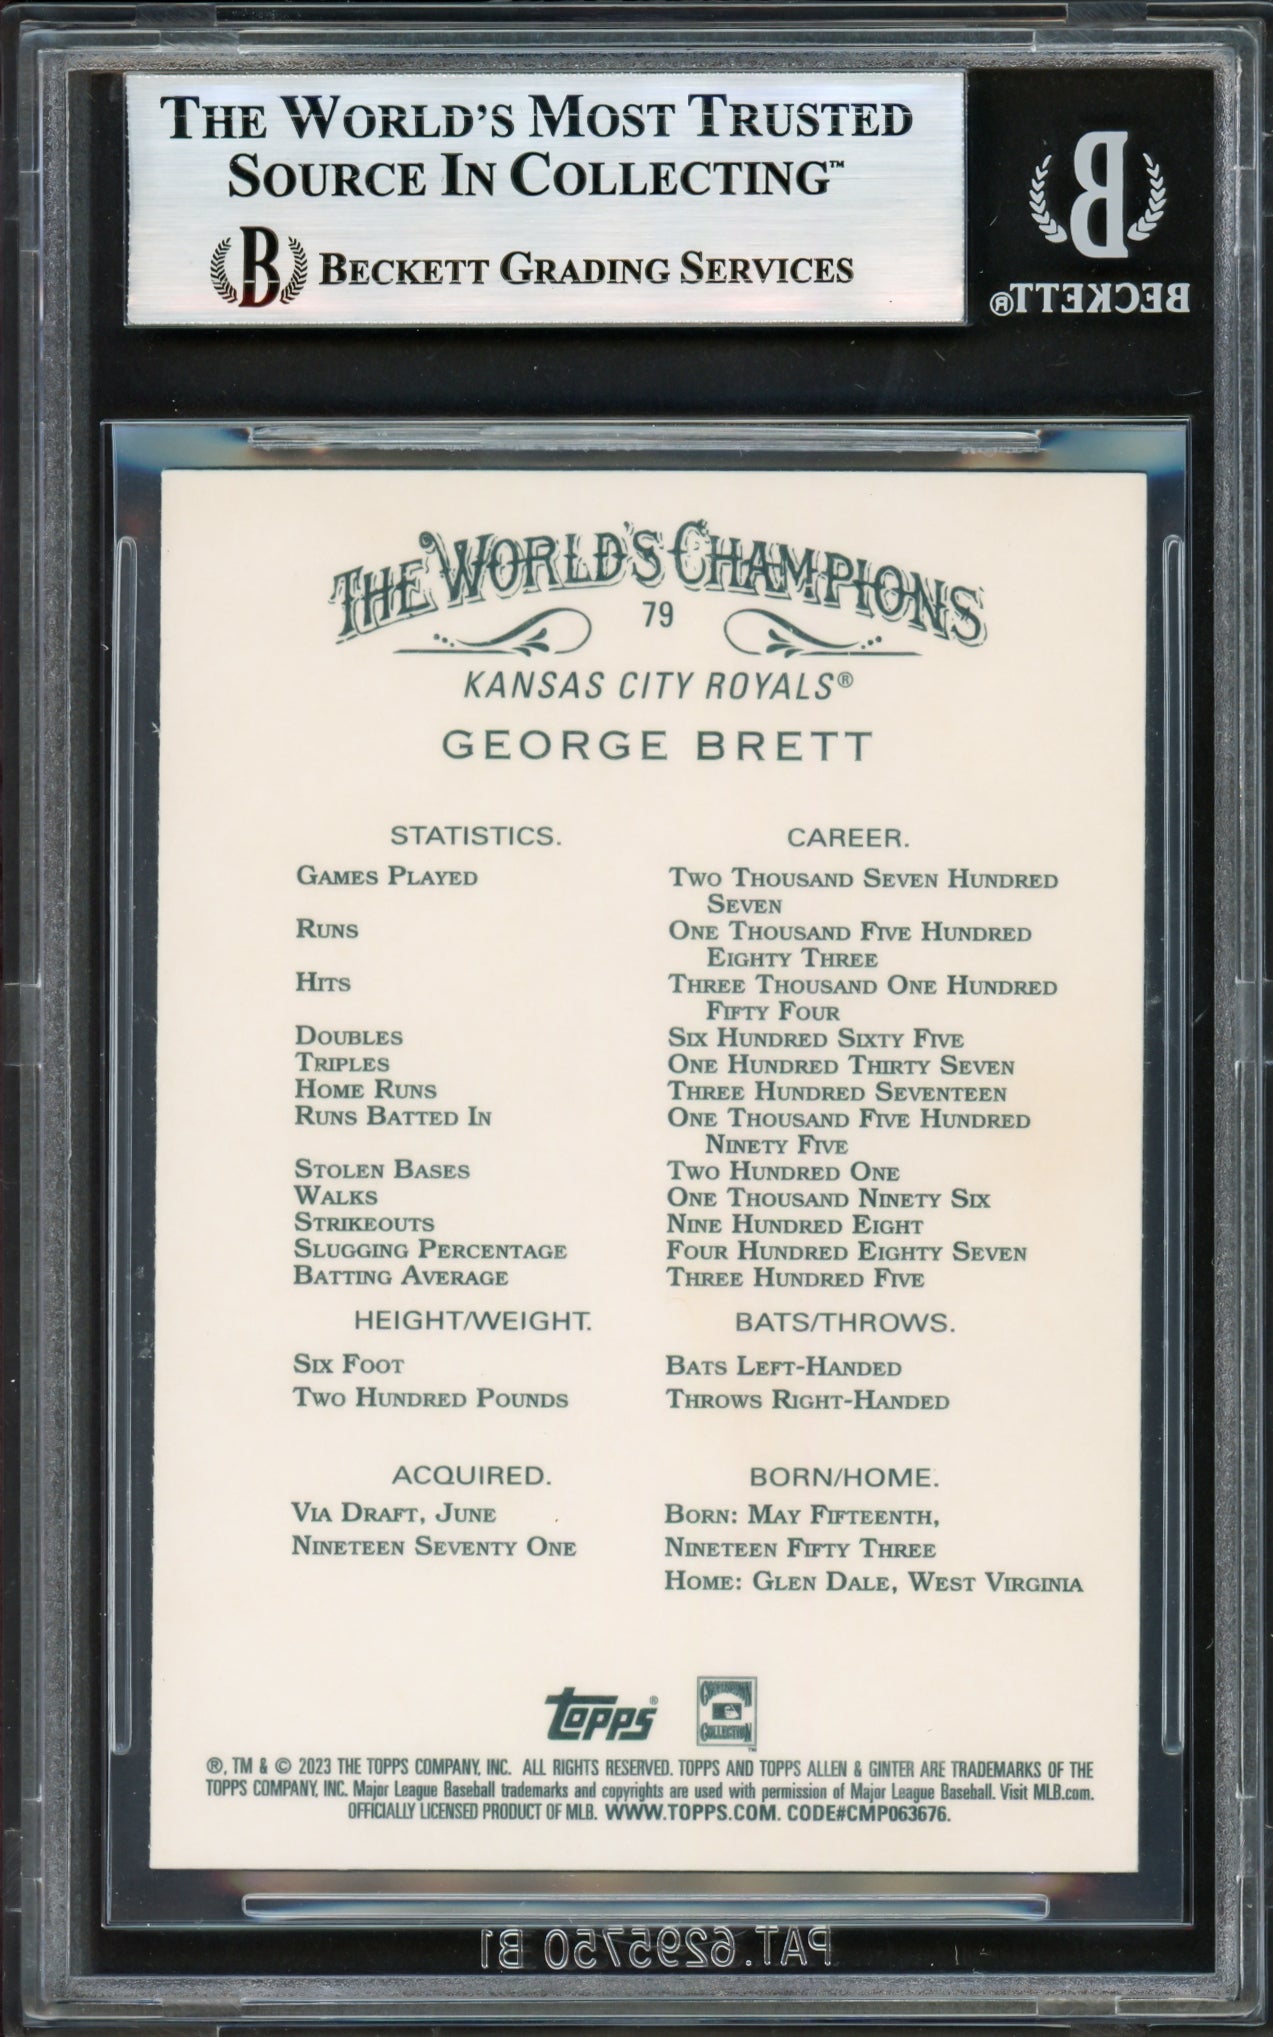 THE WORLD'S MOST TRUSTED
SOURCE IN COLLECTING™
B BECKETT GRADING SERVICES
B
BECKETT®
THE WORLD'S CHAMPIONS
79
KANSAS CITY ROYALS®
GEORGE BRETT
STATISTICS. CAREER.
GAMES PLAYED TWO THOUSAND SEVEN HUNDRED
SEVEN
RUNS ONE THOUSAND FIVE HUNDRED
EIGHTY THREE
HITS THREE THOUSAND ONE HUNDRED
FIFTY FOUR
DOUBLES SIX HUNDRED SIXTY FIVE
TRIPLES ONE HUNDRED THIRTY SEVEN
HOME RUNS THREE HUNDRED SEVENTEEN
RUNS BATTED IN ONE THOUSAND FIVE HUNDRED
NINETY FIVE
STOLEN BASES TWO HUNDRED ONE
WALKS ONE THOUSAND NINETY SIX
STRIKEOUTS NINE HUNDRED EIGHT
SLUGGING PERCENTAGE FOUR HUNDRED EIGHTY SEVEN
BATTING AVERAGE THREE HUNDRED FIVE
HEIGHT/WEIGHT. BATS/THROWS.
SIX FOOT BATS LEFT-HANDED
TWO HUNDRED POUNDS THROWS RIGHT-HANDED
ACQUIRED. BORN/HOME.
VIA DRAFT, JUNE BORN: MAY FIFTEENTH,
NINETEEN SEVENTY ONE NINETEEN FIFTY THREE
HOME: GLEN DALE, WEST VIRGINIA
Topps® COOPERSTOWN COLLECTION™
®, TM & © 2023 THE TOPPS COMPANY, INC. ALL RIGHTS RESERVED. TOPPS AND TOPPS ALLEN & GINTER ARE TRADEMARKS OF THE
TOPPS COMPANY, INC. Major League Baseball trademarks and copyrights are used with permission of Major League Baseball. Visit MLB.com.
OFFICIALLY LICENSED PRODUCT OF MLB. WWW.TOPPS.COM. CODE#CMP063676.
PAT.6295750 B1